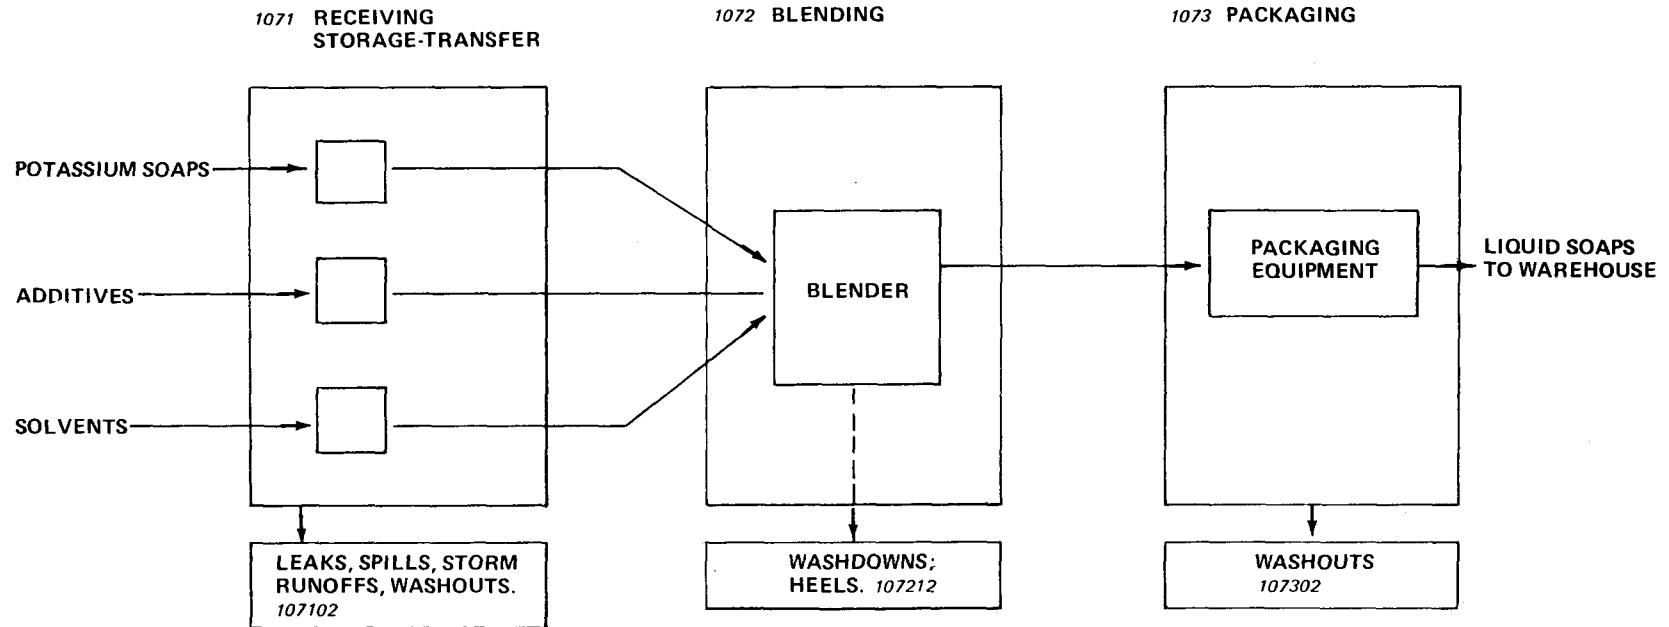 1071 RECEIVING
STORAGE-TRANSFER
1072 BLENDING
1073 PACKAGING
POTASSIUM SOAPS
ADDITIVES
SOLVENTS
BLENDER
PACKAGING
EQUIPMENT
LIQUID SOAPS
TO WAREHOUSE
LEAKS, SPILLS, STORM
RUNOFFS, WASHOUTS.
107102
WASHDOWNS;
HEELS. 107212
WASHOUTS
107302